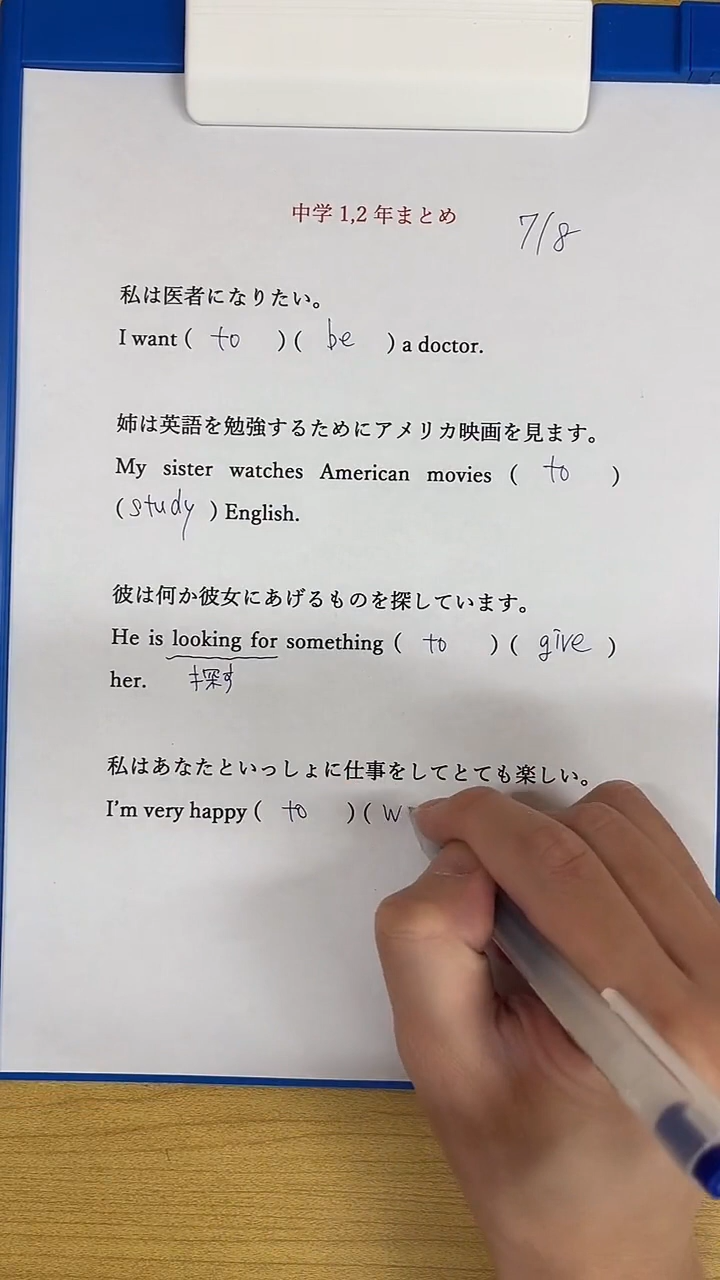 中学 1,2 年まとめ 7/8
私は医者になりたい。
I want ( to )( be ) a doctor.
姉は英語を勉強するためにアメリカ映画を見ます。
My sister watches American movies ( to )
( study ) English.
彼は何か彼女にあげるものを探しています。
He is looking for something ( to )( give )
her. 探す
私はあなたといっしょに仕事をしてとても楽しい。
I'm very happy ( to )( w